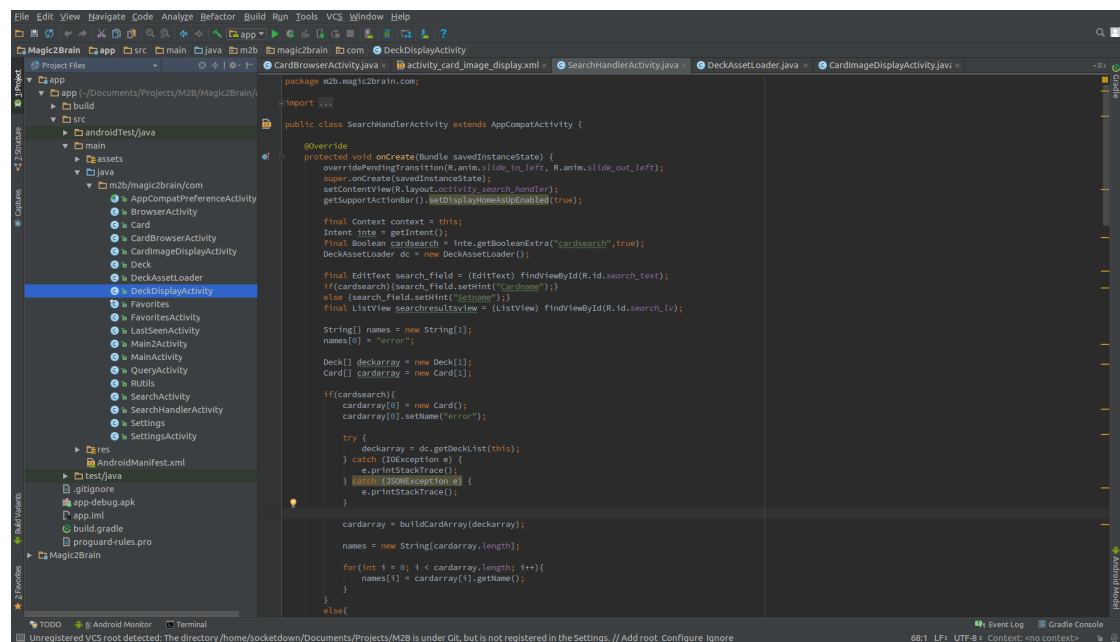 File Edit View Navigate Code Analyze Refactor Build Run Tools VCS Window Help
app
Magic2Brain app src main java m2b magic2brain com DeckDisplayActivity
Project Files
CardBrowserActivity.java activity_card_image_display.xml SearchHandlerActivity.java DeckAssetLoader.java CardImageDisplayActivity.java
1: Project
7: Structure
Captures
Build Variants
2: Favorites
Gradle
Android Model
app
app (~/Documents/Projects/M2B/Magic2Brain/
build
src
androidTest/java
main
assets
java
m2b/magic2brain/com
AppCompatPreferenceActivity
BrowserActivity
Card
CardBrowserActivity
CardImageDisplayActivity
Deck
DeckAssetLoader
DeckDisplayActivity
Favorites
FavoritesActivity
LastSeenActivity
Main2Activity
MainActivity
QueryActivity
RUtils
SearchActivity
SearchHandlerActivity
Settings
SettingsActivity
res
AndroidManifest.xml
test/java
.gitignore
app-debug.apk
app.iml
build.gradle
proguard-rules.pro
Magic2Brain
package m2b.magic2brain.com;
import ...
public class SearchHandlerActivity extends AppCompatActivity {
@Override
protected void onCreate(Bundle savedInstanceState) {
overridePendingTransition(R.anim.slide_in_left, R.anim.slide_out_left);
super.onCreate(savedInstanceState);
setContentView(R.layout.activity_search_handler);
getSupportActionBar().setDisplayHomeAsUpEnabled(true);
final Context context = this;
Intent inte = getIntent();
final Boolean cardsearch = inte.getBooleanExtra("cardsearch",true);
DeckAssetLoader dc = new DeckAssetLoader();
final EditText search_field = (EditText) findViewById(R.id.search_text);
if(cardsearch){search_field.setHint("Cardname");}
else {search_field.setHint("Setname");}
final ListView searchresultsview = (ListView) findViewById(R.id.search_lv);
String[] names = new String[1];
names[0] = "error";
Deck[] deckarray = new Deck[1];
Card[] cardarray = new Card[1];
if(cardsearch){
cardarray[0] = new Card();
cardarray[0].setName("error");
try {
deckarray = dc.getDeckList(this);
} catch (IOException e) {
e.printStackTrace();
} catch (JSONException e) {
e.printStackTrace();
}
cardarray = buildCardArray(deckarray);
names = new String[cardarray.length];
for(int i = 0; i < cardarray.length; i++){
names[i] = cardarray[i].getName();
}
}
else{
TODO 6: Android Monitor Terminal Event Log Gradle Console
Unregistered VCS root detected: The directory /home/socketdown/Documents/Projects/M2B is under Git, but is not registered in the Settings. // Add root Configure Ignore 68:1 LF÷ UTF-8÷ Context: <no context>